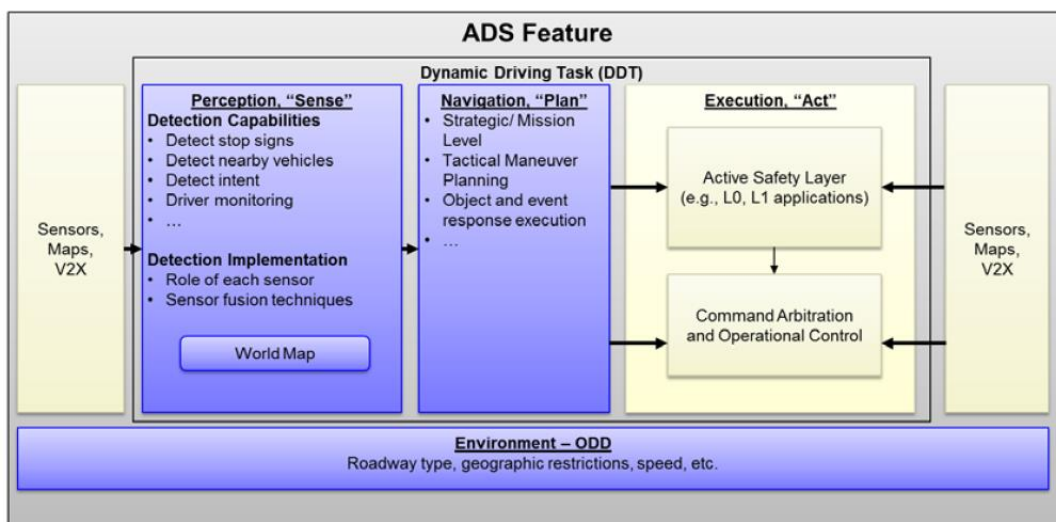 ADS Feature
Dynamic Driving Task (DDT)
Sensors,
Maps,
V2X
Perception, “Sense”
Detection Capabilities
• Detect stop signs
• Detect nearby vehicles
• Detect intent
• Driver monitoring
• …
Detection Implementation
• Role of each sensor
• Sensor fusion techniques
World Map
Navigation, “Plan”
• Strategic/ Mission
Level
• Tactical Maneuver
Planning
• Object and event
response execution
• …
Execution, “Act”
Active Safety Layer
(e.g., L0, L1 applications)
Command Arbitration
and Operational Control
Sensors,
Maps,
V2X
Environment – ODD
Roadway type, geographic restrictions, speed, etc.